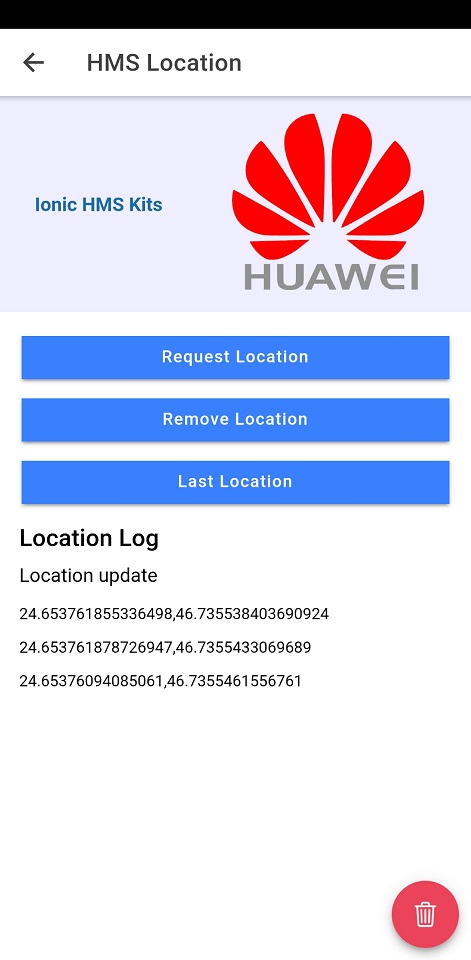 HMS Location
Ionic HMS Kits
HUAWEI
Request Location
Remove Location
Last Location
Location Log
Location update
24.653761855336498,46.735538403690924
24.653761878726947,46.7355433069689
24.65376094085061,46.7355461556761